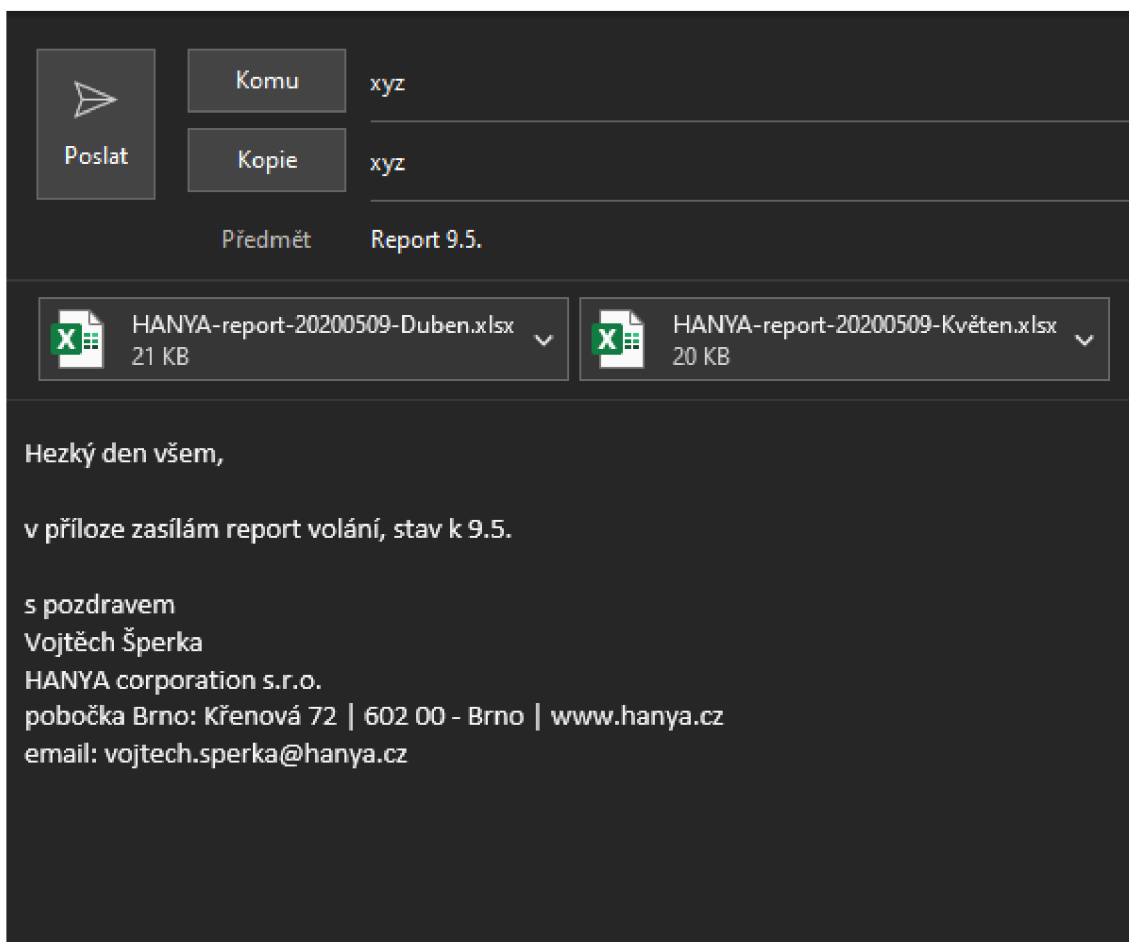 Komu
xyz
Poslat
Kopie
xyz
Předmět
Report 9.5.
HANYA-report-20200509-Duben.xlsx
21 KB
HANYA-report-20200509-Květen.xlsx
20 KB
Hezký den všem,
v příloze zasílám report volání, stav k 9.5.
s pozdravem
Vojtěch Šperka
HANYA corporation s.r.o.
pobočka Brno: Křenová 72 | 602 00 - Brno | www.hanya.cz
email: vojtech.sperka@hanya.cz